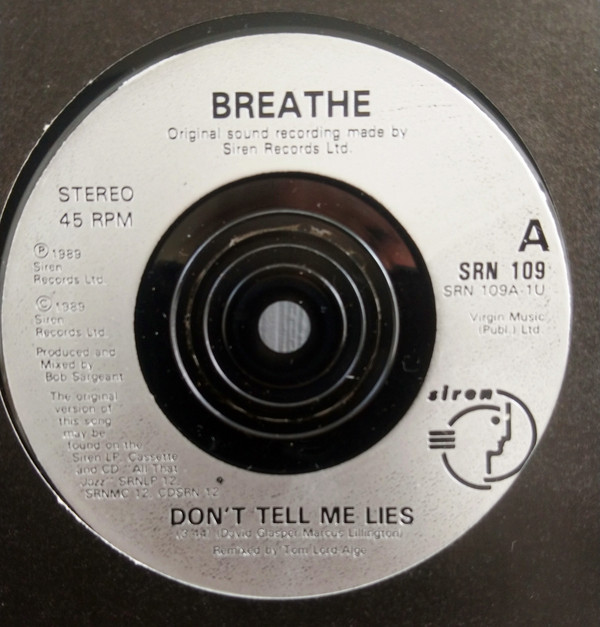 BREATHE
Original sound recording made by
Siren Records Ltd.
STEREO
45 RPM
Ⓟ 1989
Siren
Records Ltd.
© 1989
Siren
Records Ltd.
Produced and
Mixed by
Bob Sargeant
The original
version of
this song
may be
found on the
Siren LP, Cassette
and CD "All That
Jazz" SRNLP 12,
SRNMC 12, CDSRN 12
A
SRN 109
SRN 109A-1U
Virgin Music
(Publ.) Ltd.
siren
DON'T TELL ME LIES
(David Glasper Marcus Lillington)
Remixed by Tom Lord Alge